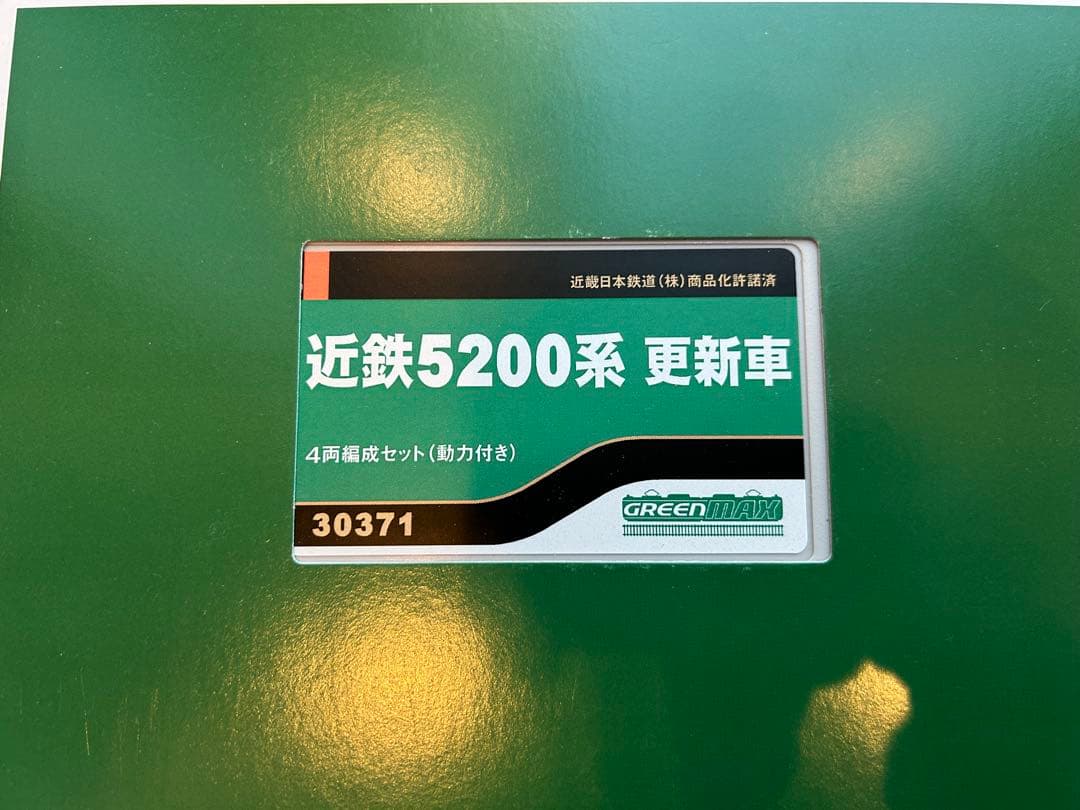 近畿日本鉄道(株)商品化許諾済
近鉄5200系 更新車
4両編成セット(動力付き)
30371
GREENMAX